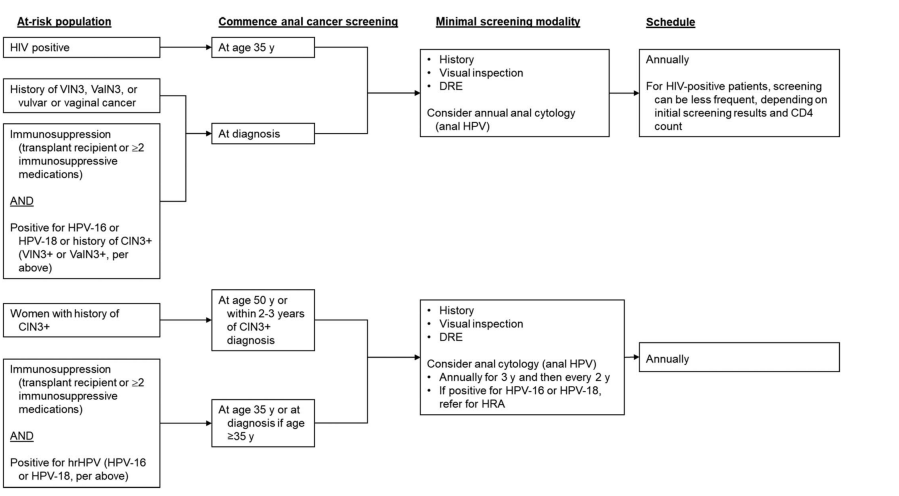 At-risk population
Commence anal cancer screening
Minimal screening modality
Schedule
HIV positive
At age 35 y
History of VIN3, VaIN3, or
vulvar or vaginal cancer
Immunosuppression
(transplant recipient or ≥2
immunosuppressive
medications)
AND
Positive for HPV-16 or
HPV-18 or history of CIN3+
(VIN3+ or VaIN3+, per
above)
At diagnosis
• History
• Visual inspection
• DRE
Consider annual anal cytology
(anal HPV)
Annually
For HIV-positive patients, screening
can be less frequent, depending on
initial screening results and CD4
count
Women with history of
CIN3+
At age 50 y or
within 2-3 years
of CIN3+
diagnosis
Immunosuppression
(transplant recipient or ≥2
immunosuppressive
medications)
AND
Positive for hrHPV (HPV-16
or HPV-18, per above)
At age 35 y or at
diagnosis if age
≥35 y
• History
• Visual inspection
• DRE
Consider anal cytology (anal HPV)
• Annually for 3 y and then every 2 y
• If positive for HPV-16 or HPV-18,
refer for HRA
Annually